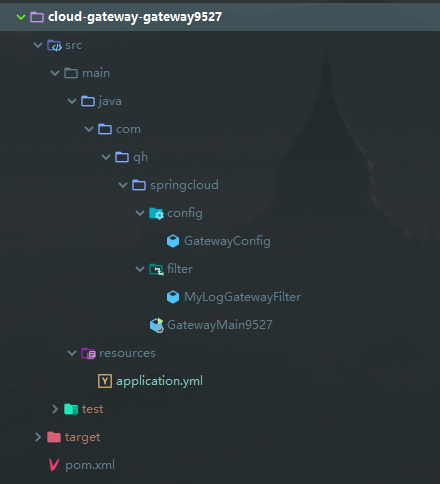 cloud-gateway-gateway9527
src
main
java
com
qh
springcloud
config
GatewayConfig
filter
MyLogGatewayFilter
GatewayMain9527
resources
application.yml
test
target
pom.xml